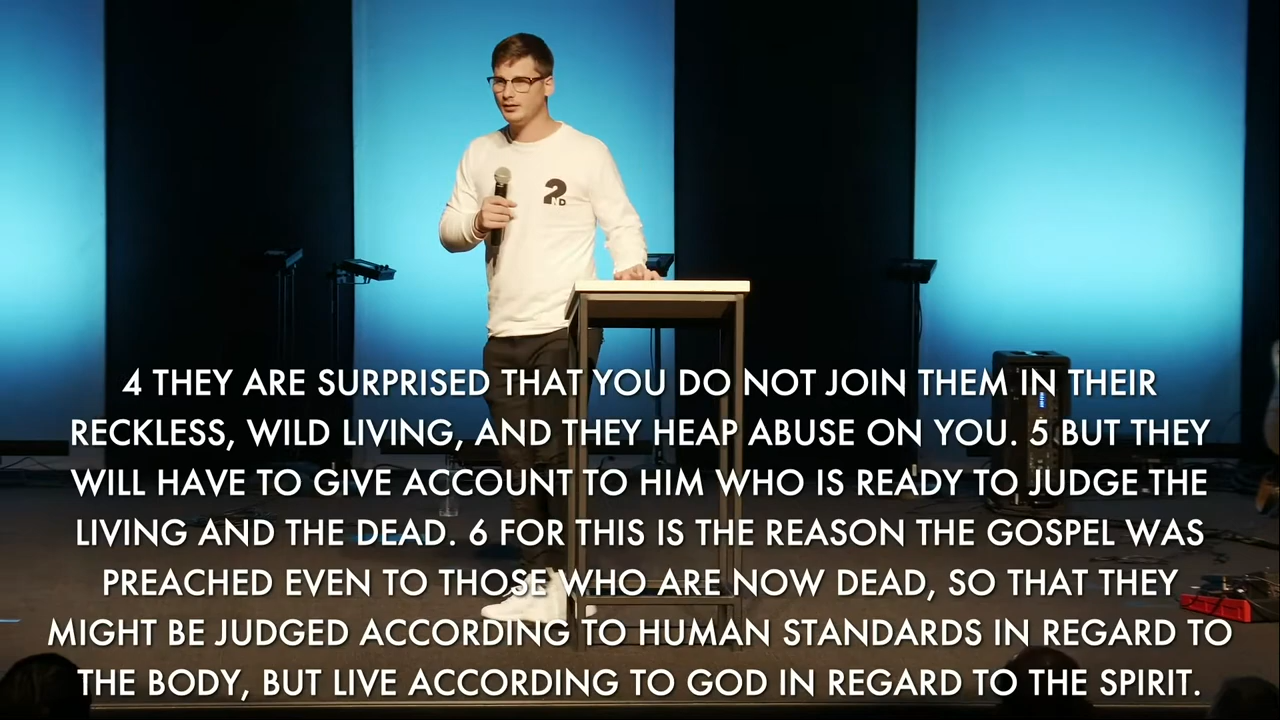 2
ND
4 THEY ARE SURPRISED THAT YOU DO NOT JOIN THEM IN THEIR
RECKLESS, WILD LIVING, AND THEY HEAP ABUSE ON YOU. 5 BUT THEY
WILL HAVE TO GIVE ACCOUNT TO HIM WHO IS READY TO JUDGE THE
LIVING AND THE DEAD. 6 FOR THIS IS THE REASON THE GOSPEL WAS
PREACHED EVEN TO THOSE WHO ARE NOW DEAD, SO THAT THEY
MIGHT BE JUDGED ACCORDING TO HUMAN STANDARDS IN REGARD TO
THE BODY, BUT LIVE ACCORDING TO GOD IN REGARD TO THE SPIRIT.